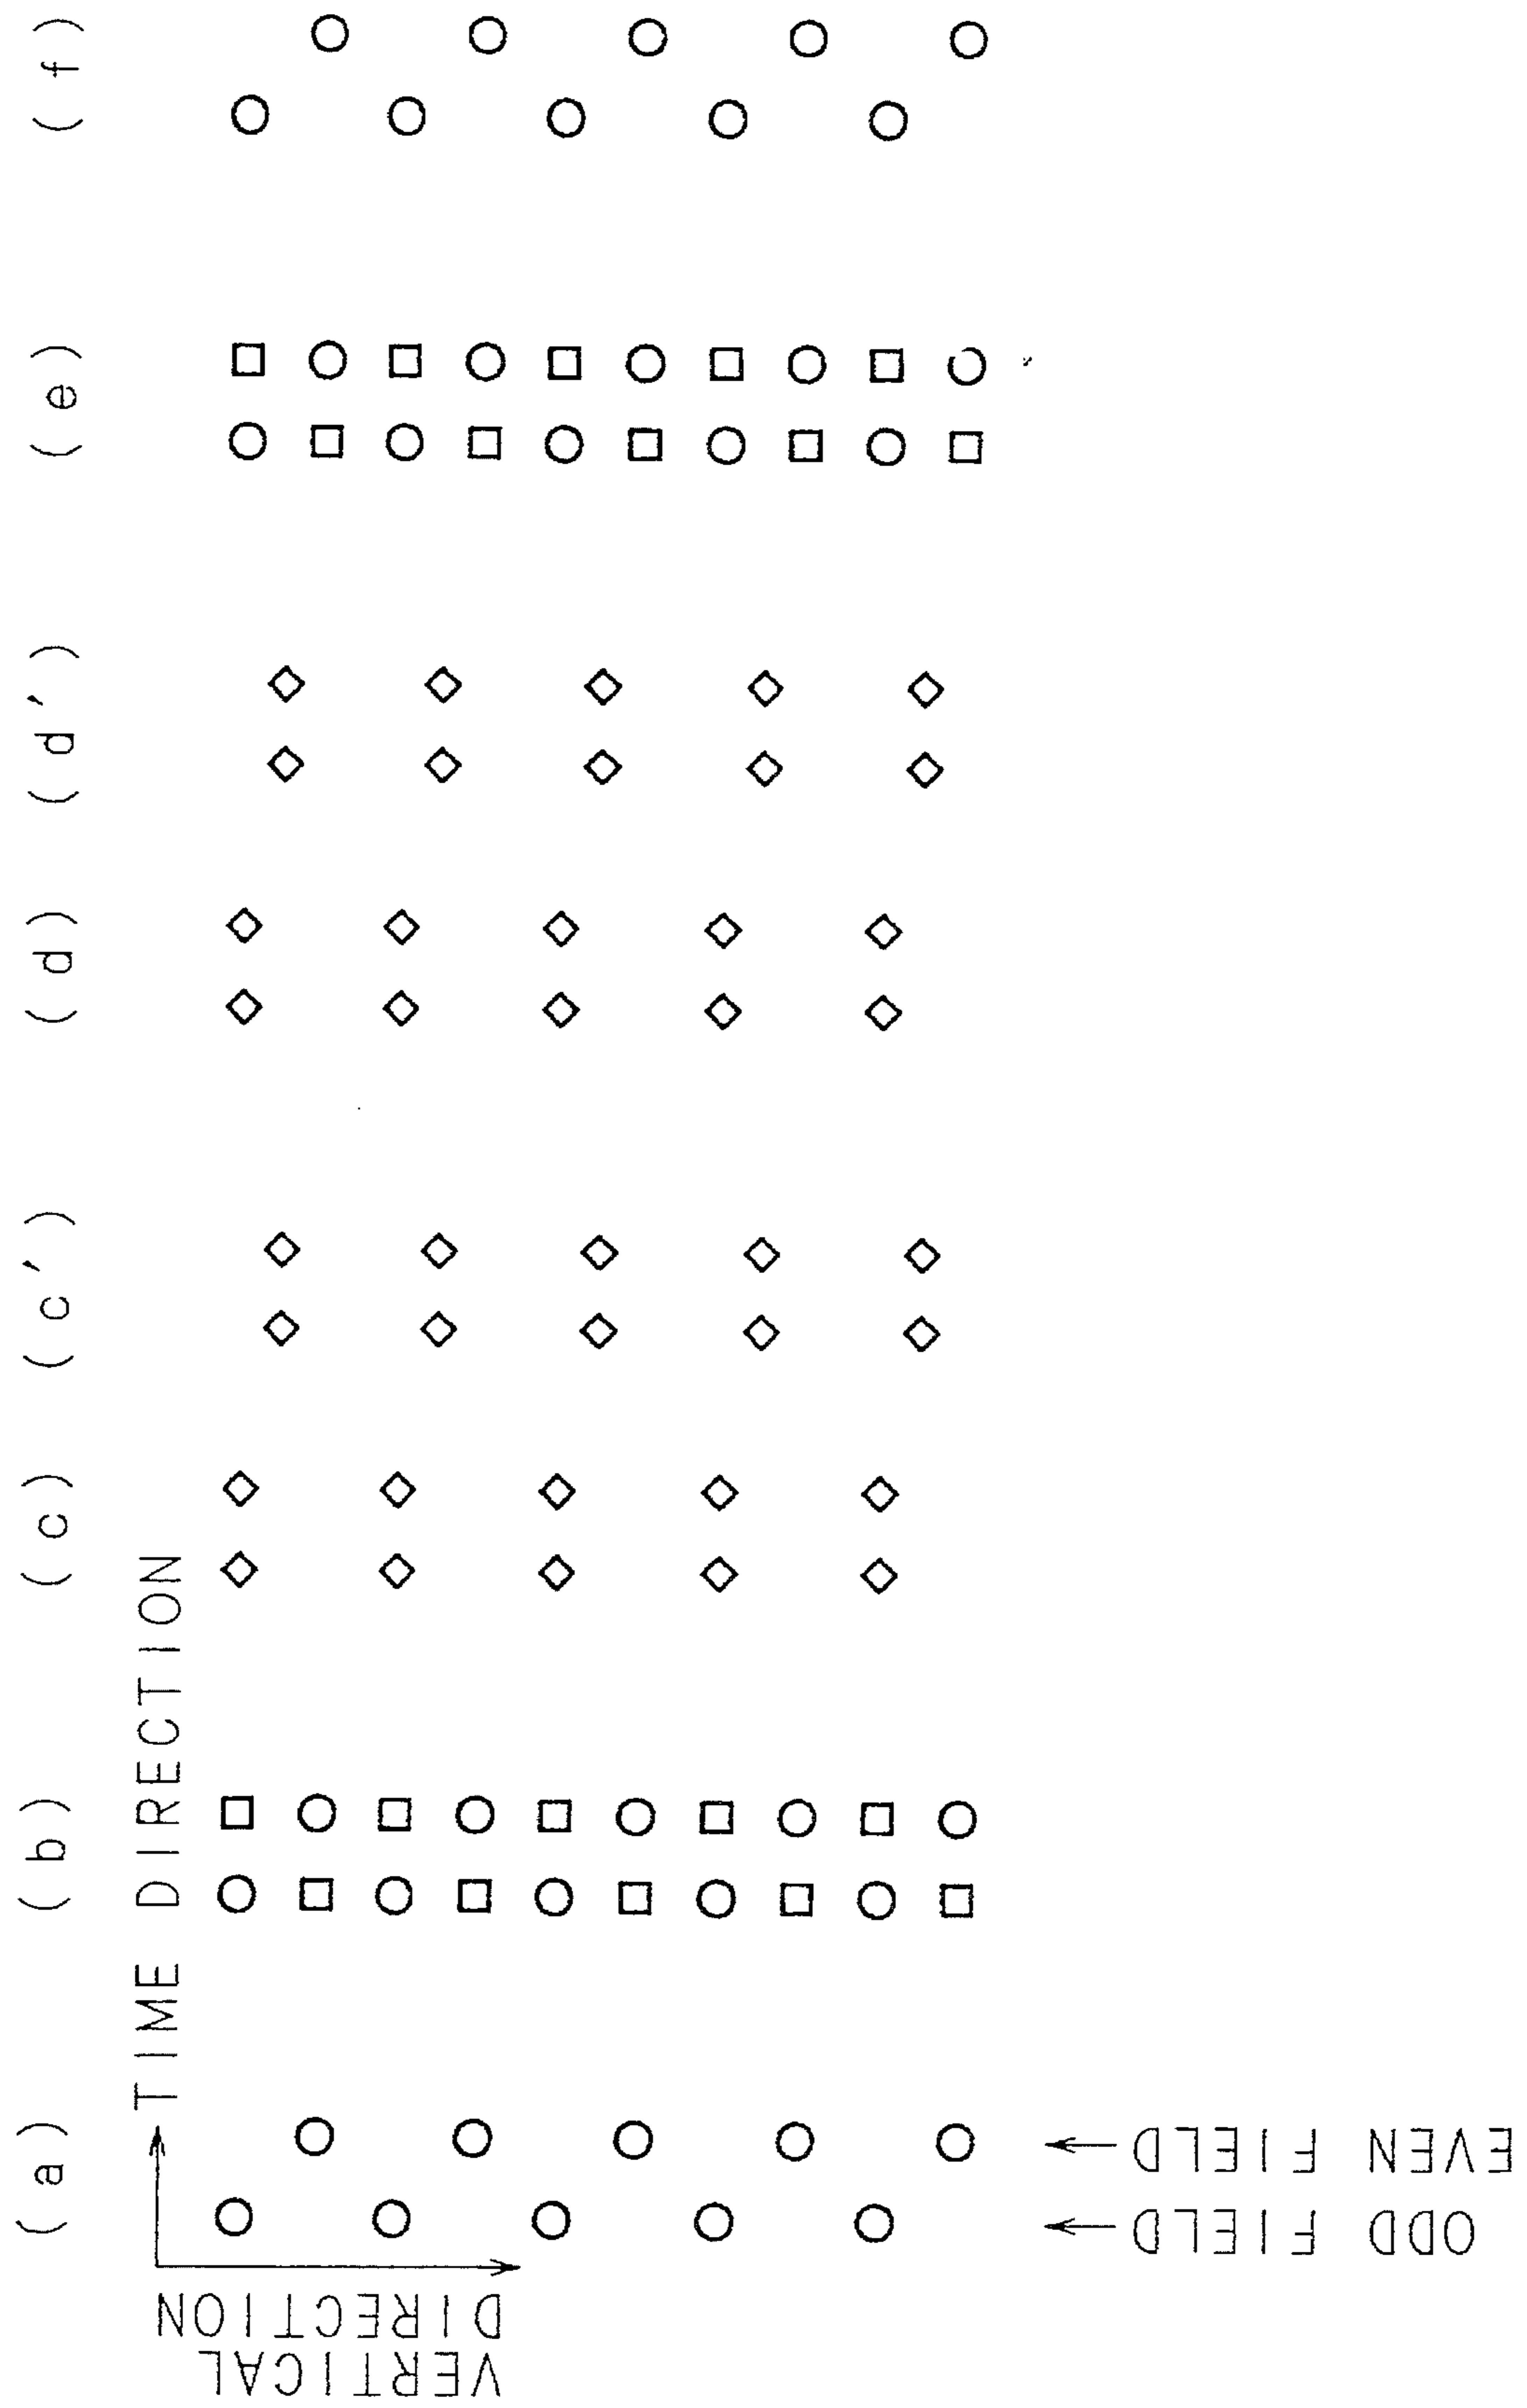 (a)
(b)
(c)
(c')
(d)
(d')
(e)
(f)
TIME DIRECTION
VERTICAL
DIRECTION
ODD FIELD
EVEN FIELD